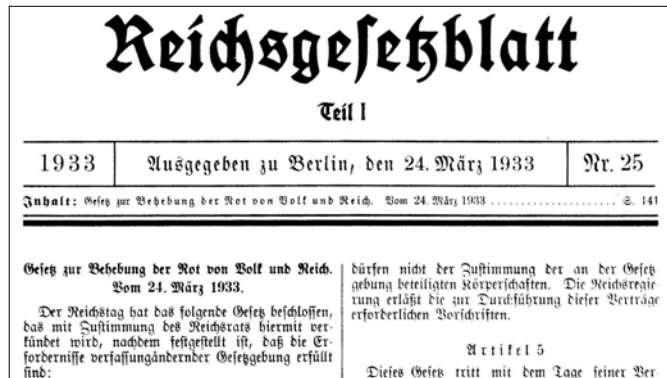 Reichsgesetzblatt
Teil I
1933 Ausgegeben zu Berlin, den 24. März 1933 Nr. 25
Inhalt: Gesetz zur Behebung der Not von Volk und Reich. Vom 24. März 1933 ..................... S. 141
Gesetz zur Behebung der Not von Volk und Reich.
Vom 24. März 1933.
Der Reichstag hat das folgende Gesetz beschlossen,
das mit Zustimmung des Reichsrats hiermit ver-
kündet wird, nachdem festgestellt ist, daß die Er-
fordernisse verfassungändernder Gesetzgebung erfüllt
sind:
dürfen nicht der Zustimmung der an der Gesetz
gebung beteiligten Körperschaften. Die Reichsregie
rung erläßt die zur Durchführung dieser Verträge
erforderlichen Vorschriften.
Artikel 5
Dieses Gesetz tritt mit dem Tage seiner Ver-